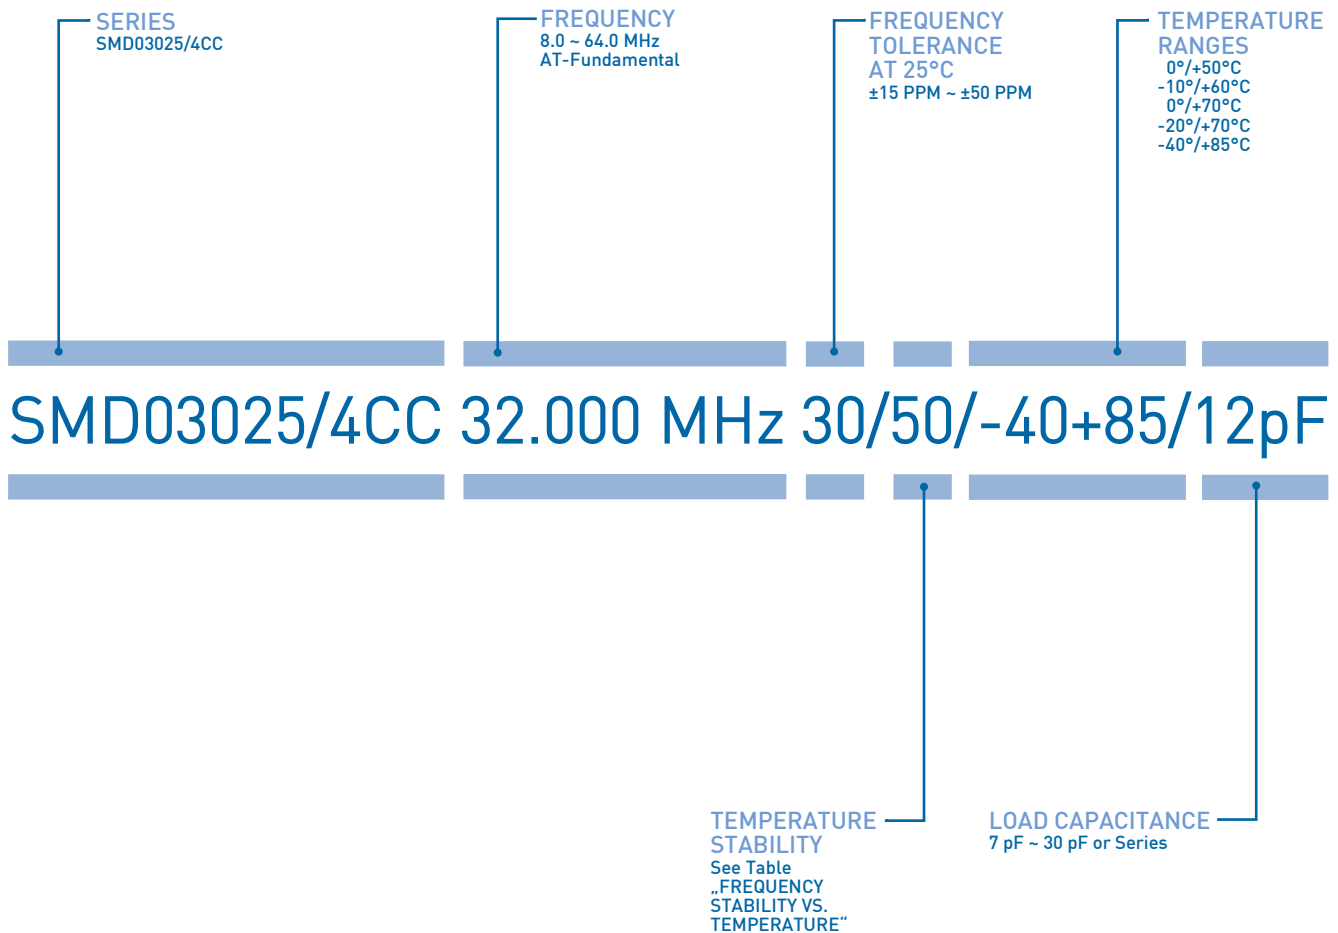 SERIES
SMD03025/4CC
FREQUENCY
8.0 ~ 64.0 MHz
AT-Fundamental
FREQUENCY
TOLERANCE
AT 25°C
±15 PPM ~ ±50 PPM
TEMPERATURE
RANGES
0°/+50°C
-10°/+60°C
0°/+70°C
-20°/+70°C
-40°/+85°C
SMD03025/4CC 32.000 MHz 30/50/-40+85/12pF
TEMPERATURE
STABILITY
See Table
„FREQUENCY
STABILITY VS.
TEMPERATURE“
LOAD CAPACITANCE
7 pF ~ 30 pF or Series